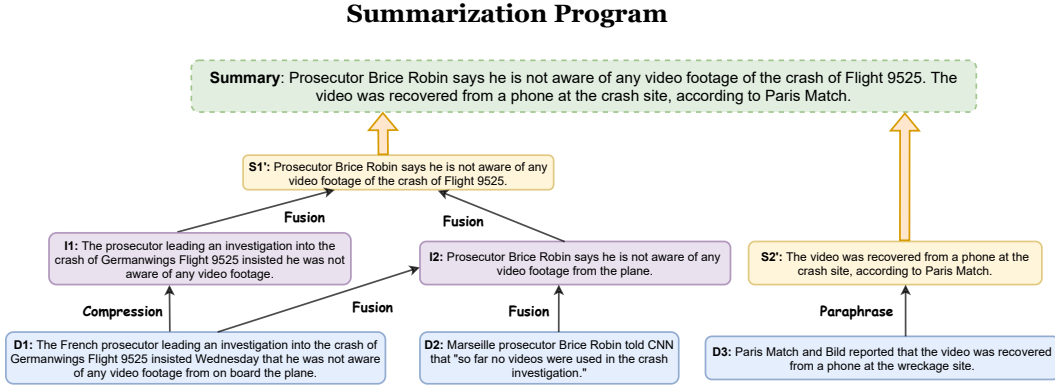 Summarization Program
Summary: Prosecutor Brice Robin says he is not aware of any video footage of the crash of Flight 9525. The
video was recovered from a phone at the crash site, according to Paris Match.
S1': Prosecutor Brice Robin says he is not aware of any
video footage of the crash of Flight 9525.
Fusion
Fusion
I1: The prosecutor leading an investigation into the
crash of Germanwings Flight 9525 insisted he was not
aware of any video footage.
I2: Prosecutor Brice Robin says he is not aware of any
video footage from the plane.
S2': The video was recovered from a phone at the
crash site, according to Paris Match.
Compression
Fusion
Fusion
Paraphrase
D1: The French prosecutor leading an investigation into the crash of
Germanwings Flight 9525 insisted Wednesday that he was not aware
of any video footage from on board the plane.
D2: Marseille prosecutor Brice Robin told CNN
that "so far no videos were used in the crash
investigation."
D3: Paris Match and Bild reported that the video was recovered
from a phone at the wreckage site.